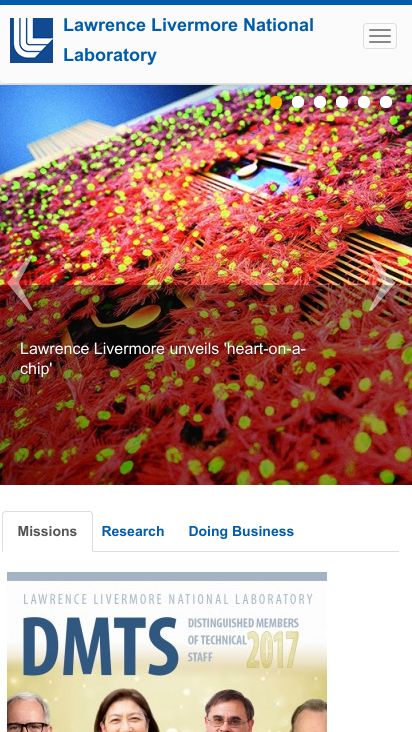 Lawrence Livermore National
Laboratory
Lawrence Livermore unveils 'heart-on-a-
chip'
Missions
Research
Doing Business
LAWRENCE LIVERMORE NATIONAL LABORATORY
DMTS
DISTINGUISHED MEMBERS
OF TECHNICAL
STAFF
2017